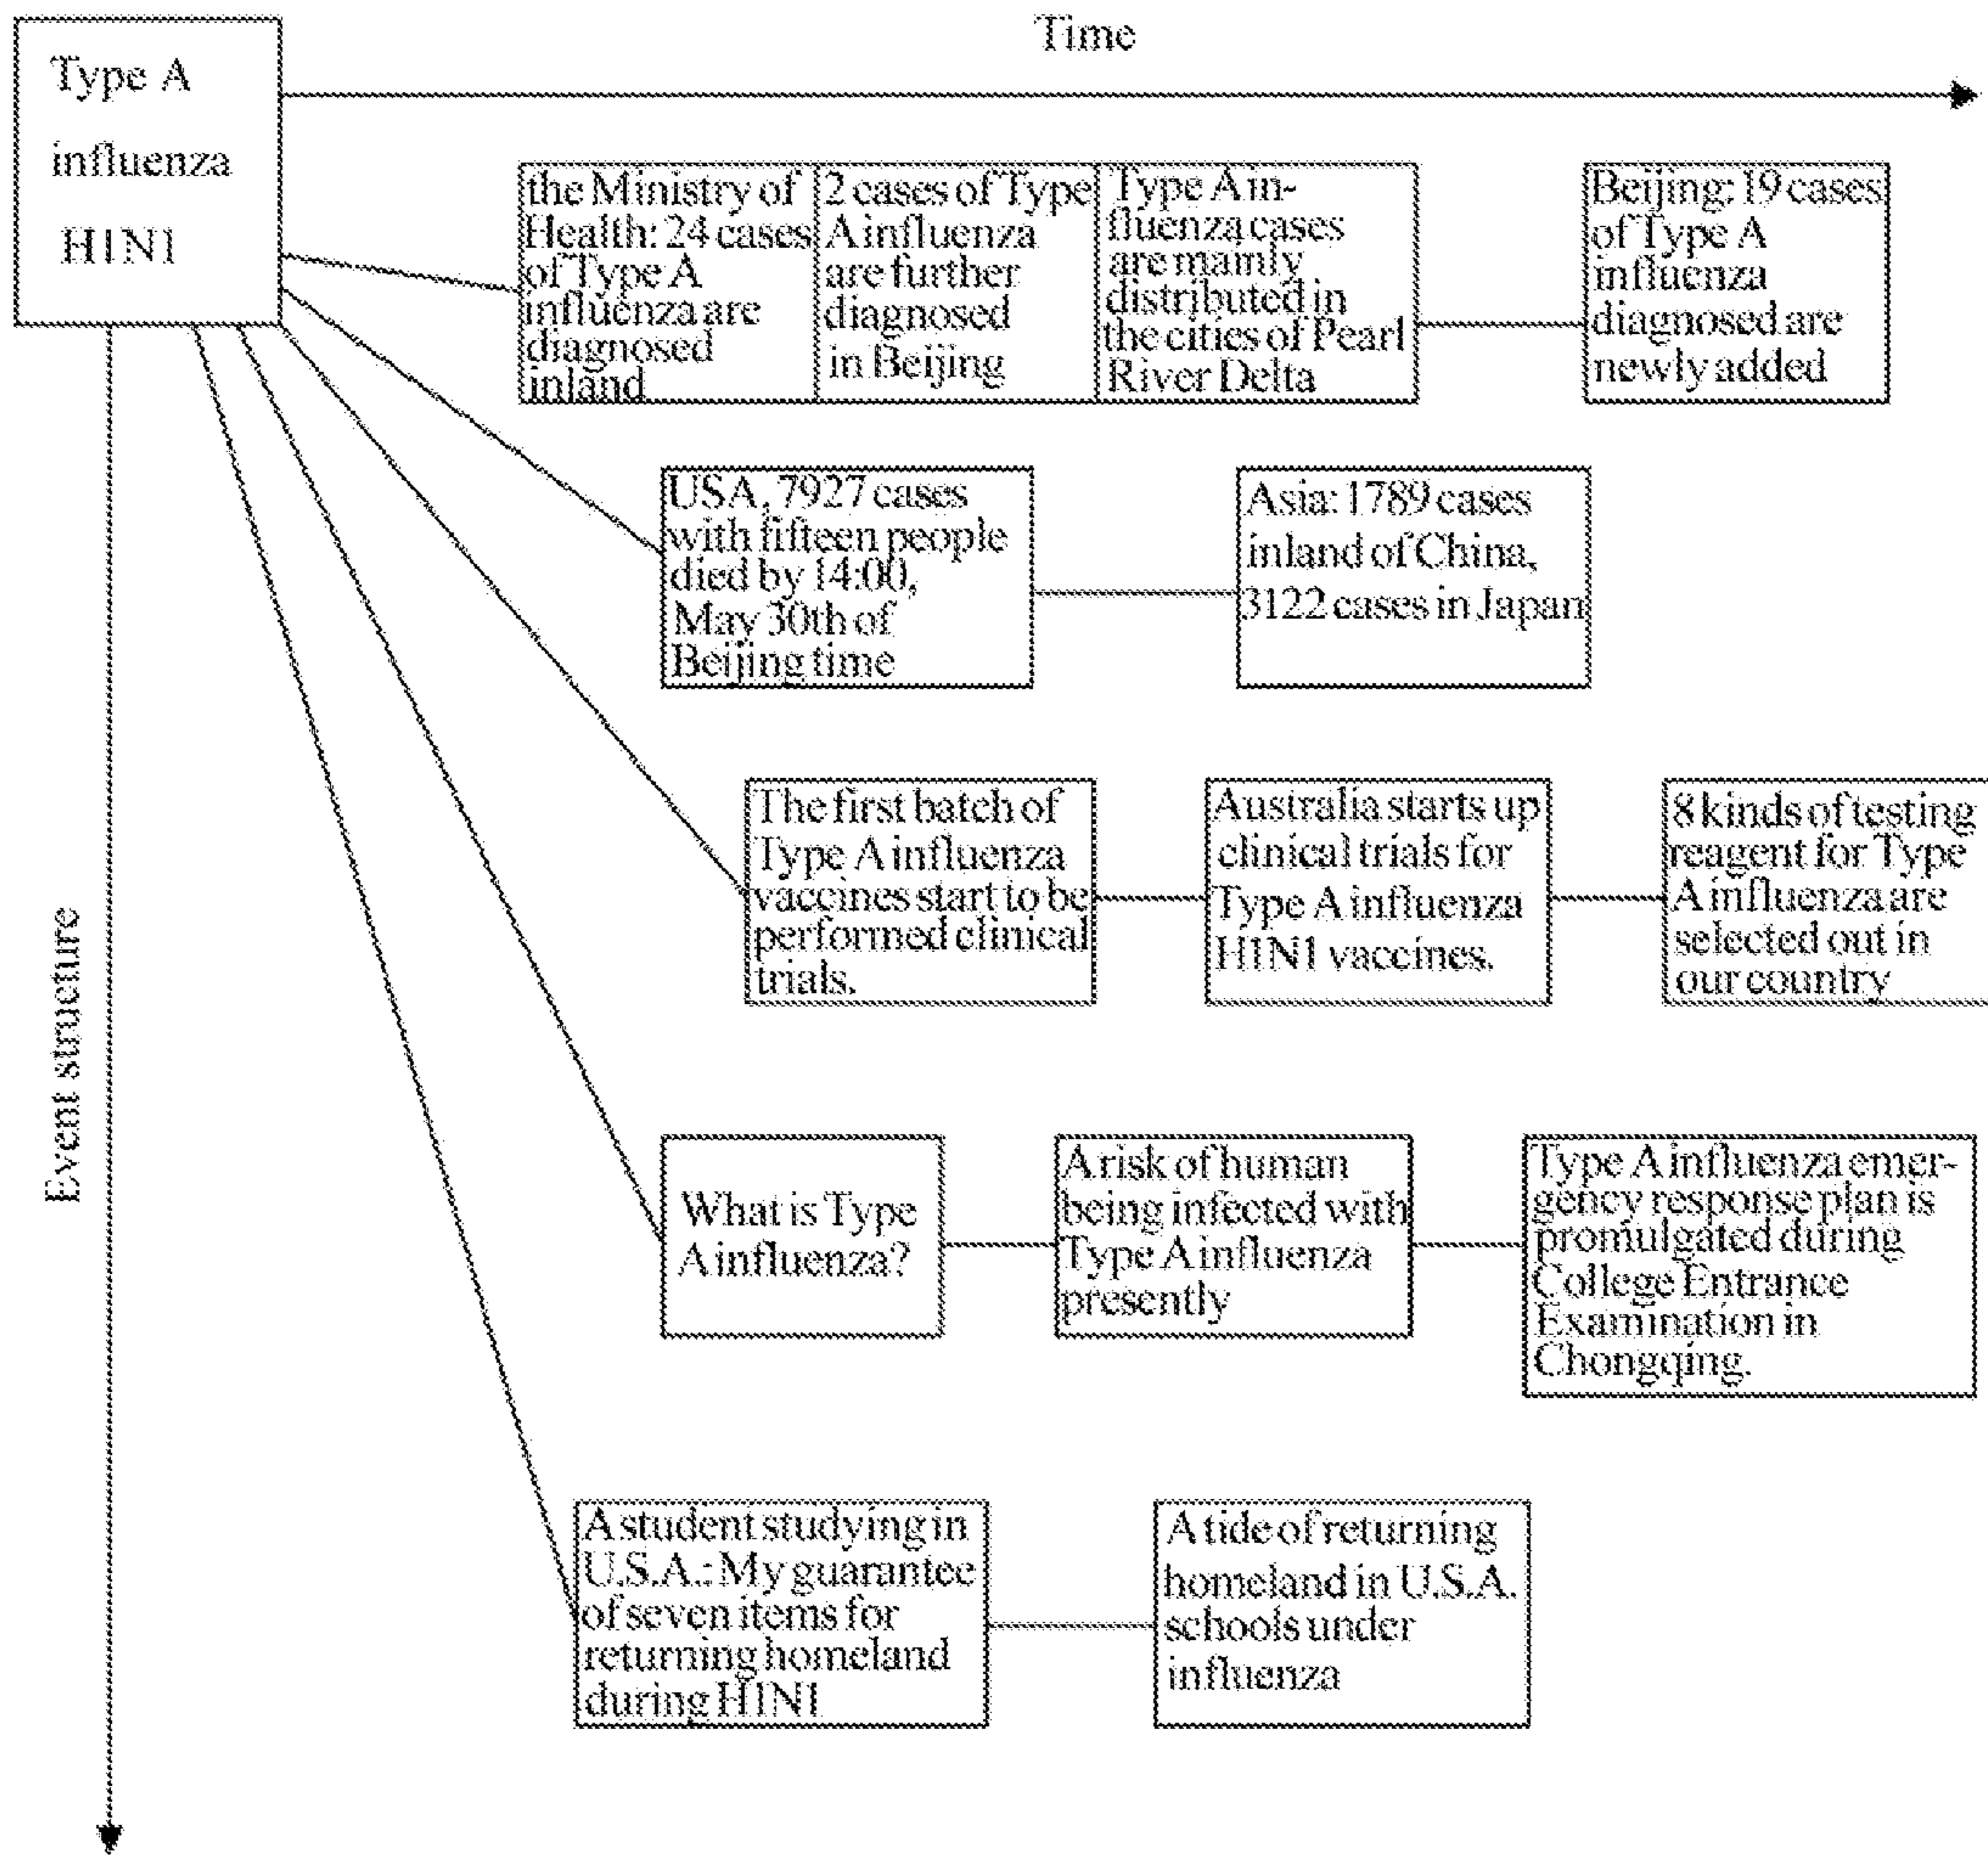 Time
Type A
influenza
H1N1
the Ministry of
Health: 24 cases
of Type A
influenza are
diagnosed
inland
2 cases of Type
A influenza
are further
diagnosed
in Beijing
Type A in-
fluenza cases
are mainly
distributed in
the cities of Pearl
River Delta
Beijing: 19 cases
of Type A
influenza
diagnosed are
newly added
USA, 7927 cases
with fifteen people
died by 14:00,
May 30th of
Beijing time
Asia: 1789 cases
inland of China,
3122 cases in Japan
The first batch of
Type A influenza
vaccines start to be
performed clinical
trials.
Australia starts up
clinical trials for
Type A influenza
H1N1 vaccines.
8 kinds of testing
reagent for Type
A influenza are
selected out in
our country
Event structure
What is Type
A influenza?
A risk of human
being infected with
Type A influenza
presently
Type A influenza emer-
gency response plan is
promulgated during
College Entrance
Examination in
Chongqing.
A student studying in
U.S.A.: My guarantee
of seven items for
returning homeland
during H1N1
A tide of returning
homeland in U.S.A.
schools under
influenza